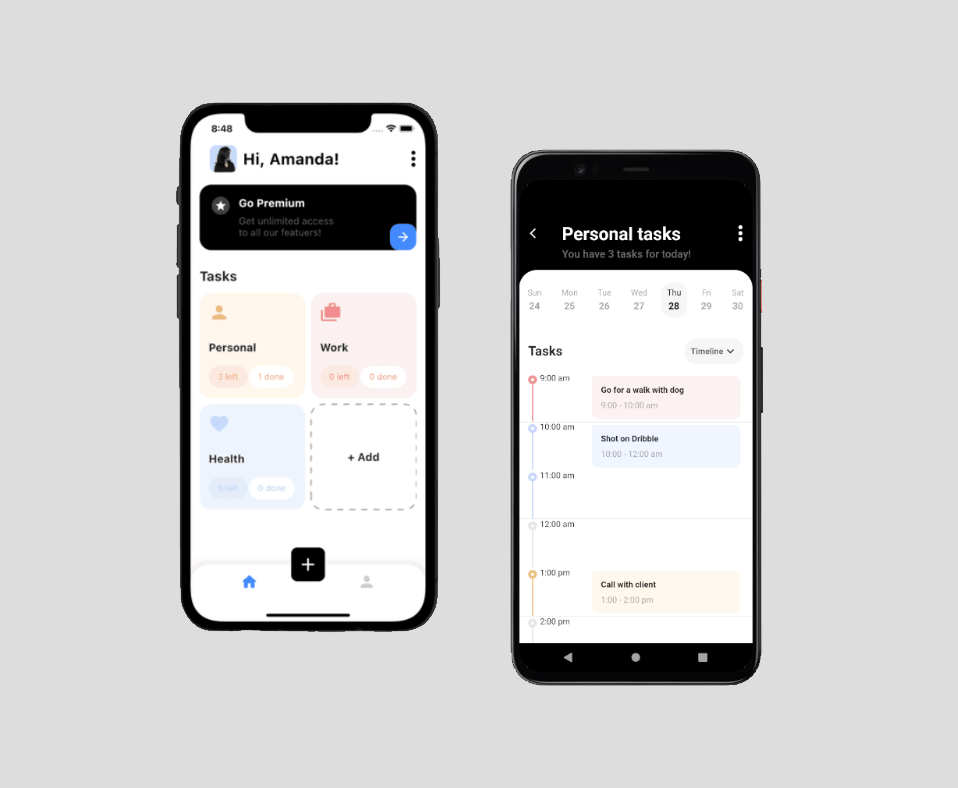 8:48
Hi, Amanda!
Go Premium
Get unlimited access
to all our featuers!
Tasks
Personal
Work
3 left
1 done
0 left
0 done
Health
+ Add
0 left
0 done
Personal tasks
You have 3 tasks for today!
Sun Mon Tue Wed Thu Fri Sat
24 25 26 27 28 29 30
Tasks
Timeline
9:00 am
Go for a walk with dog
9:00 - 10:00 am
10:00 am
Shot on Dribble
10:00 - 12:00 am
11:00 am
12:00 am
1:00 pm
Call with client
1:00 - 2:00 pm
2:00 pm